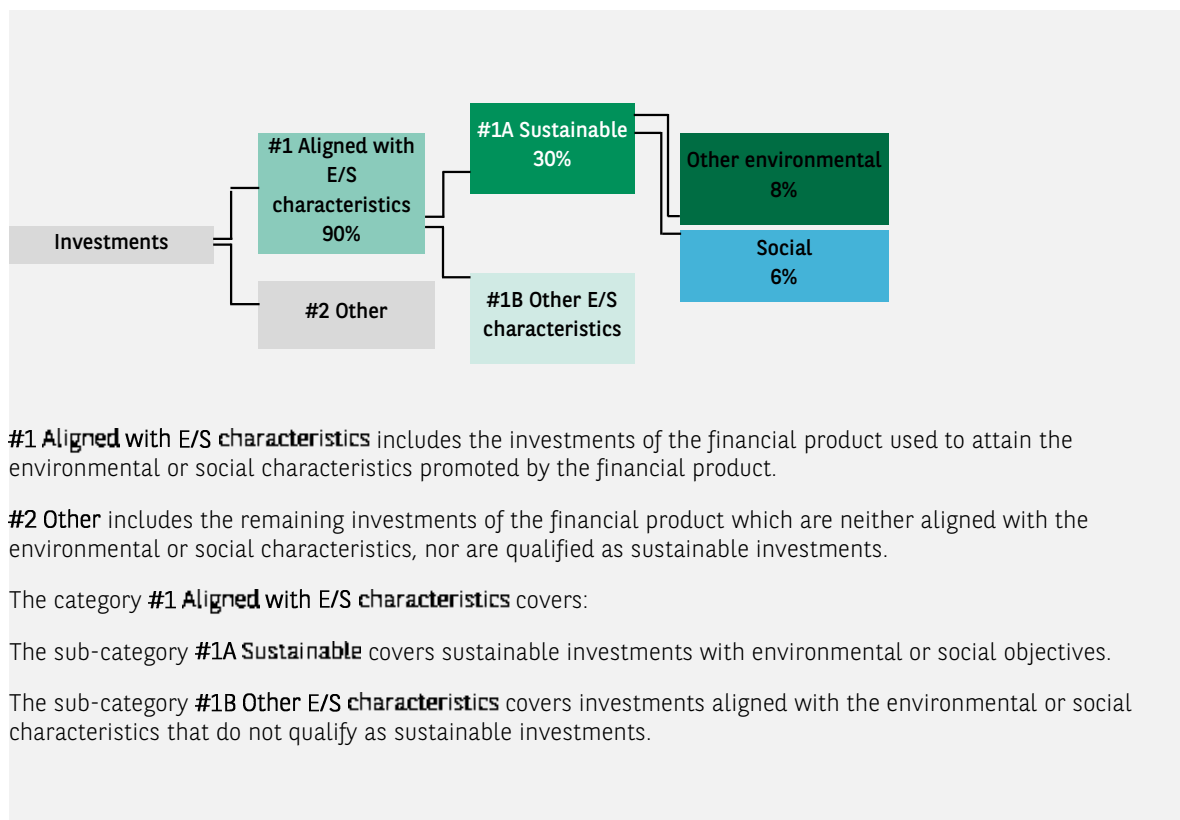 #1A Sustainable
30%
#1 Aligned with
E/S
characteristics
90%
Other environmental
8%
Investments
Social
6%
#2 Other
#1B Other E/S
characteristics
#1 Aligned with E/S characteristics includes the investments of the financial product used to attain the
environmental or social characteristics promoted by the financial product.
#2 Other includes the remaining investments of the financial product which are neither aligned with the
environmental or social characteristics, nor are qualified as sustainable investments.
The category #1 Aligned with E/S characteristics covers:
The sub-category #1A Sustainable covers sustainable investments with environmental or social objectives.
The sub-category #1B Other E/S characteristics covers investments aligned with the environmental or social
characteristics that do not qualify as sustainable investments.